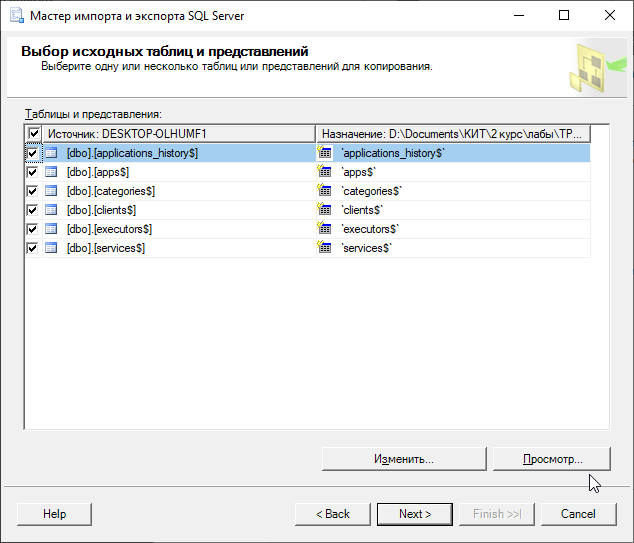 Мастер импорта и экспорта SQL Server
Выбор исходных таблиц и представлений
Выберите одну или несколько таблиц или представлений для копирования.
Таблицы и представления:
Источник: DESKTOP-OLHUMF1 Назначение: D:\Documents\КИТ\2 курс\лабы\ТР...
[dbo].[applications_history$] `applications_history$`
[dbo].[apps$] `apps$`
[dbo].[categories$] `categories$`
[dbo].[clients$] `clients$`
[dbo].[executors$] `executors$`
[dbo].[services$] `services$`
Изменить... Просмотр...
Help < Back Next > Finish >>| Cancel